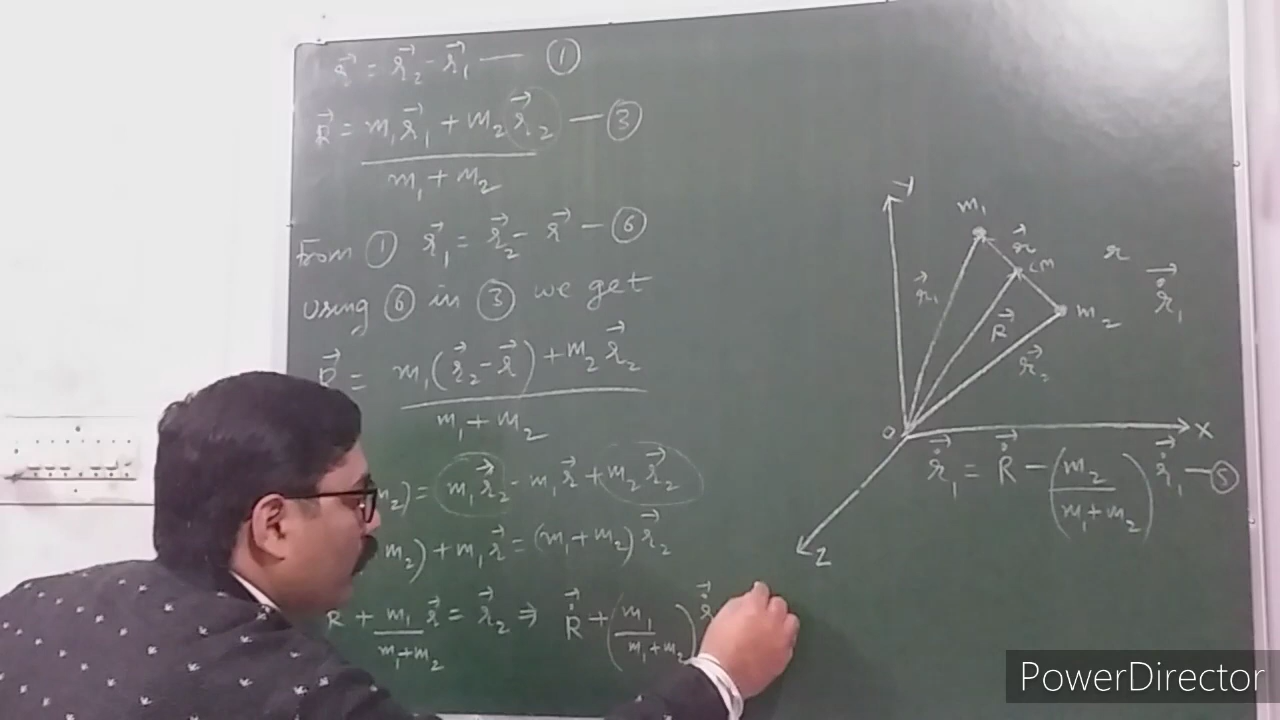 r⃗ = r⃗₂ - r⃗₁ — ①
R⃗ = m₁r⃗₁ + m₂r⃗₂ — ③
m₁ + m₂
from ① r⃗₁ = r⃗₂ - r⃗ — ⑥
using ⑥ in ③ we get
R⃗ = m₁(r⃗₂ - r⃗) + m₂r⃗₂
m₁ + m₂
m₂) = m₁r⃗₂ - m₁r⃗ + m₂r⃗₂
m₂) + m₁r⃗ = (m₁ + m₂) r⃗₂
R + m₁ r⃗ = r⃗₂ ⇒ Ṙ⃗ + (m₁ ) ṙ⃗
m₁+m₂ m₁+m₂
Y
m₁
r⃗
CM
r
ṙ⃗₁
r⃗₁
m₂
R⃗
r⃗₂
O
X
ṙ⃗₁ = Ṙ⃗ - (m₂ ) ṙ⃗₁ — ⑤
m₁ + m₂
Z
PowerDirector